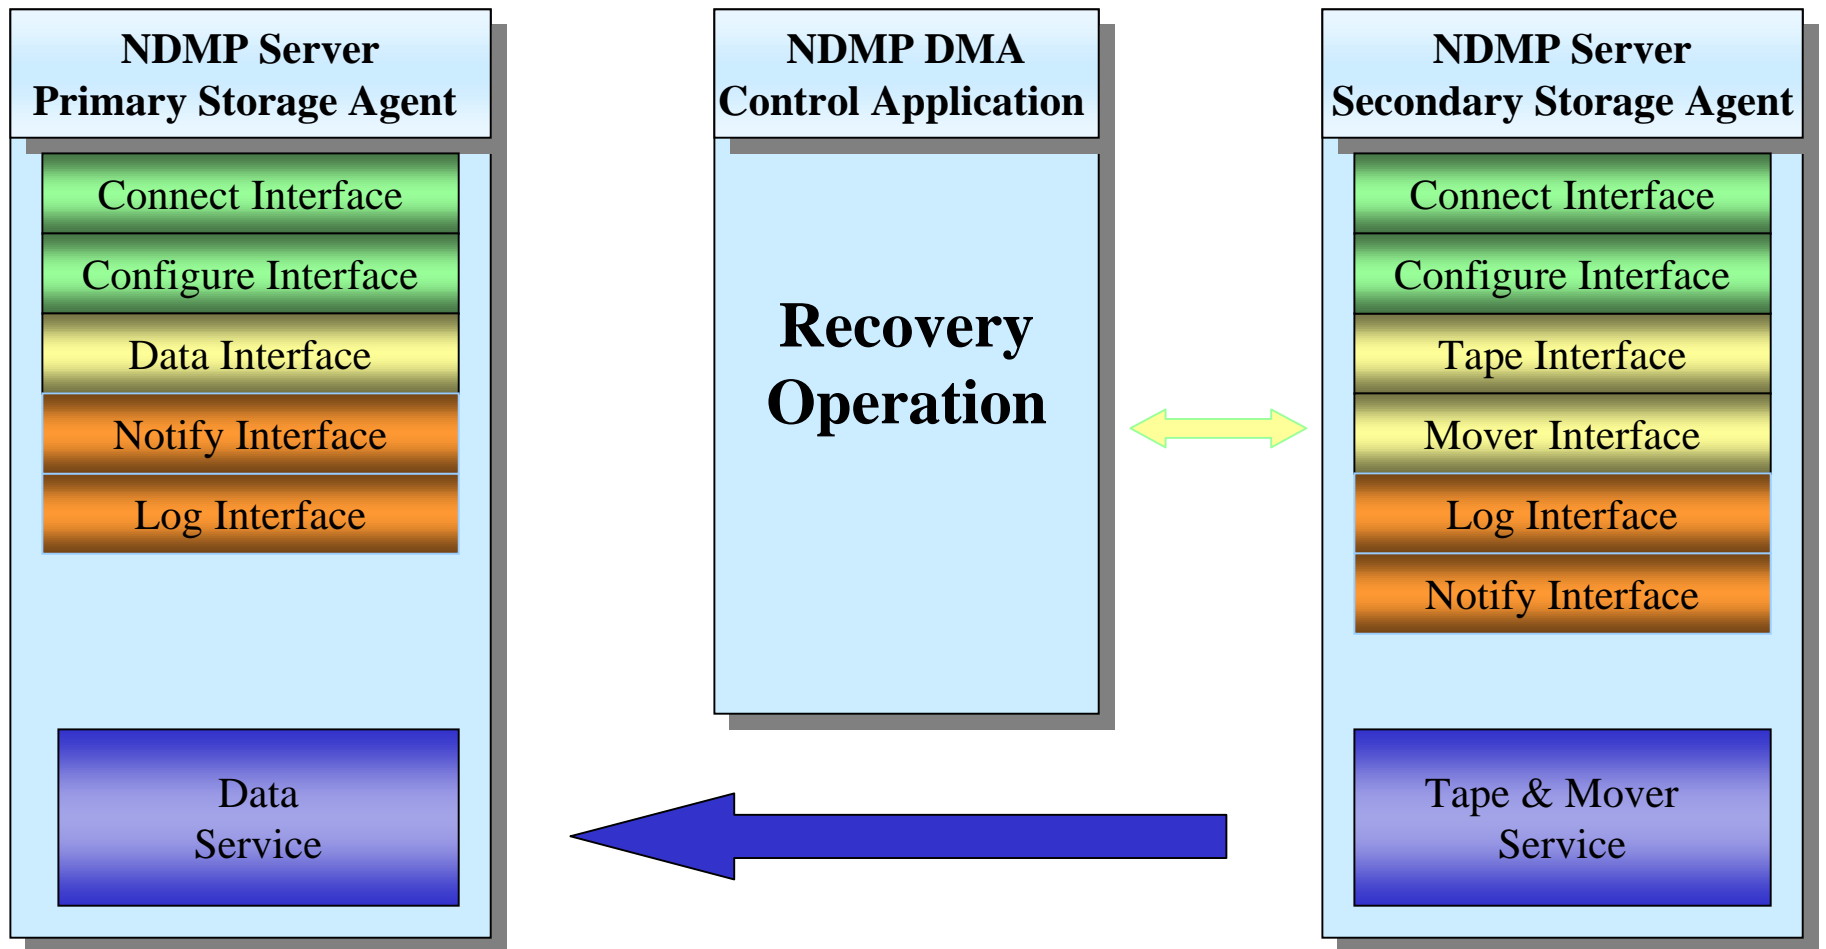 NDMP Server
Primary Storage Agent
Connect Interface
Configure Interface
Data Interface
Notify Interface
Log Interface
Data
Service
NDMP DMA
Control Application
Recovery
Operation
NDMP Server
Secondary Storage Agent
Connect Interface
Configure Interface
Tape Interface
Mover Interface
Log Interface
Notify Interface
Tape & Mover
Service